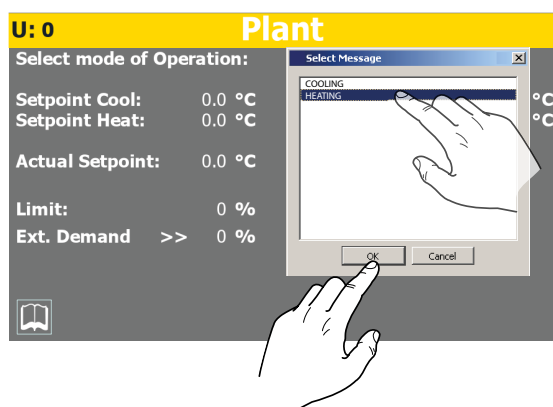 U: 0 Plant
Select mode of Operation:
Select Message
COOLING
HEATING
Setpoint Cool: 0.0 °C °C
Setpoint Heat: 0.0 °C °C
Actual Setpoint: 0.0 °C
Limit: 0 %
Ext. Demand >> 0 %
OK Cancel